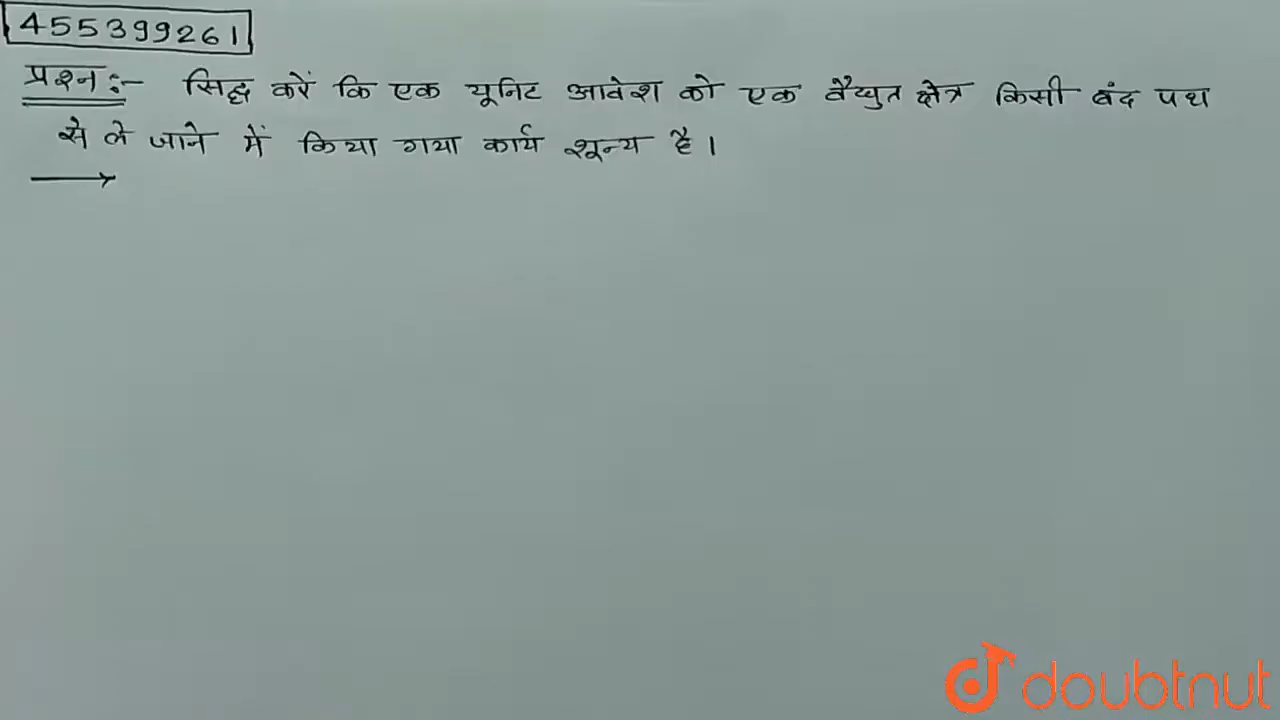 455399261
प्रश्न:- सिद्ध करें कि एक यूनिट आवेश को एक वैद्युत क्षेत्र किसी बंद पथ
से ले जाने में किया गया कार्य शून्य है।
doubtnut